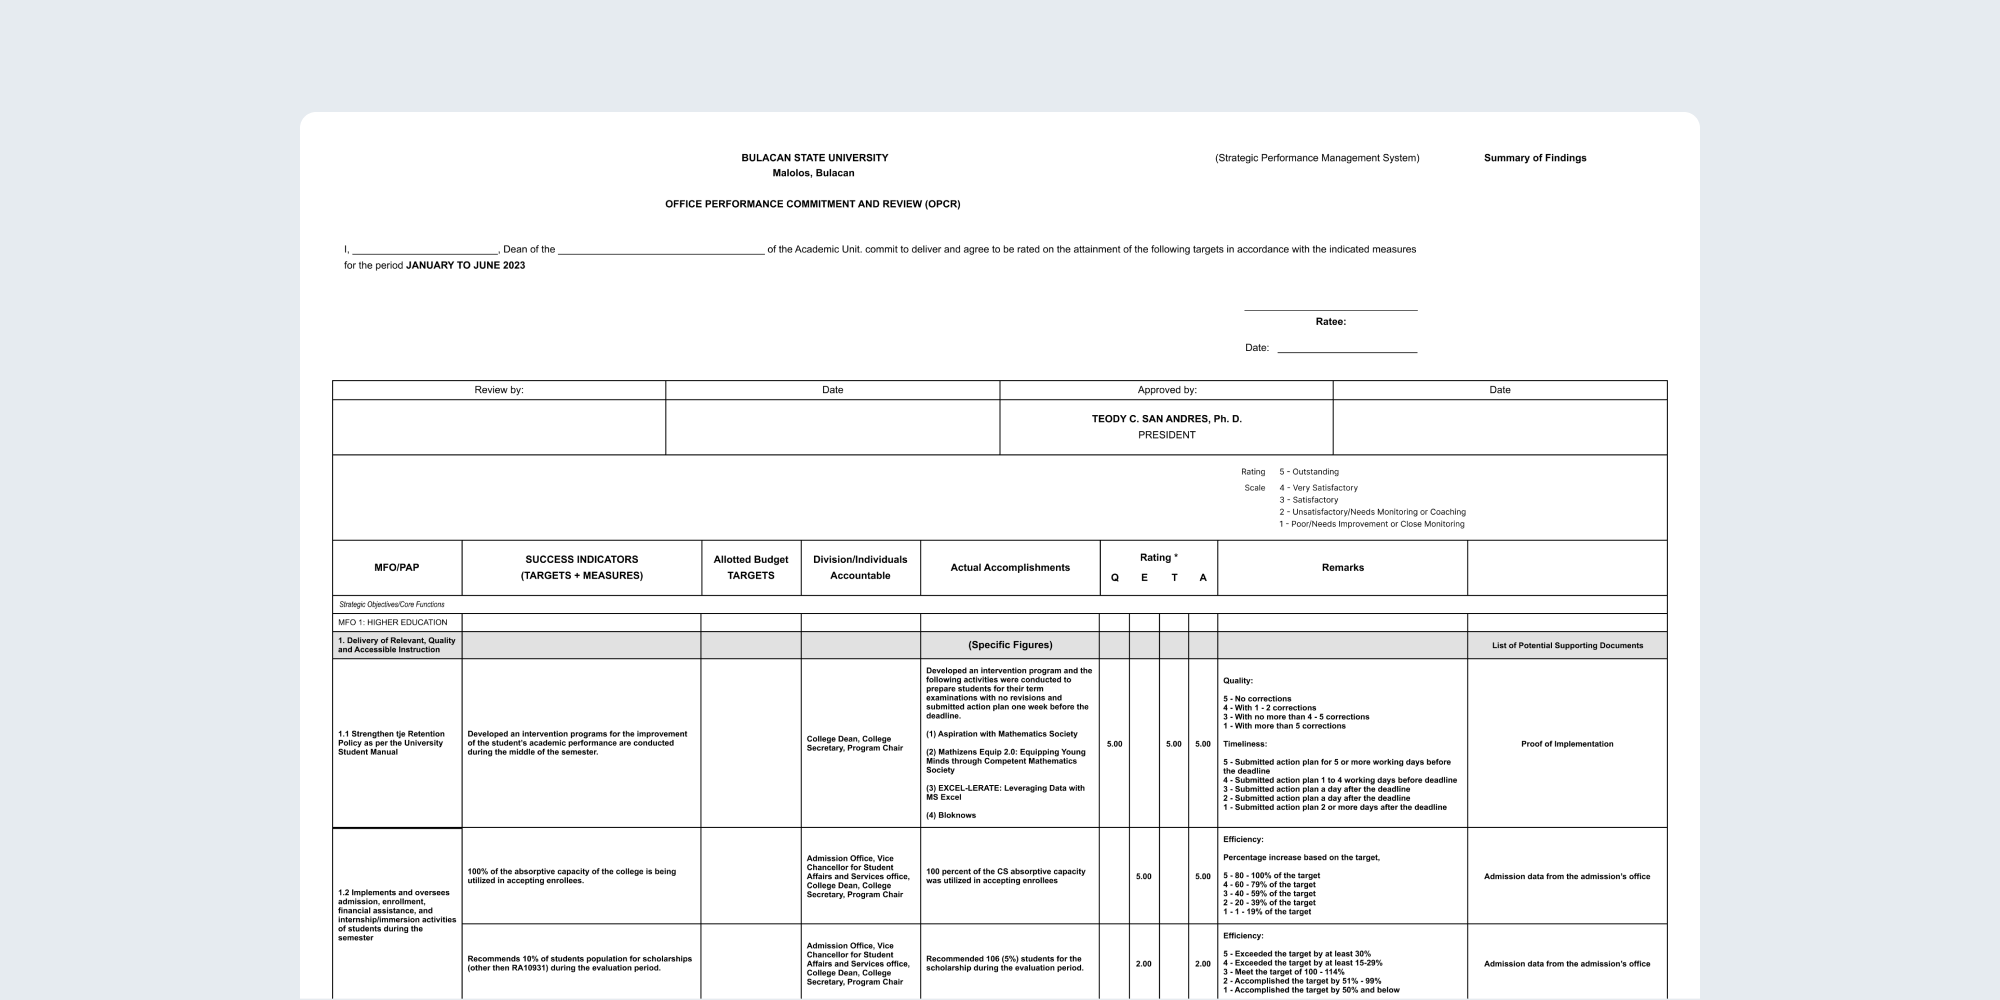 BULACAN STATE UNIVERSITY
Malolos, Bulacan
(Strategic Performance Management System)
Summary of Findings
OFFICE PERFORMANCE COMMITMENT AND REVIEW (OPCR)
I, __________________________, Dean of the _____________________________________ of the Academic Unit. commit to deliver and agree to be rated on the attainment of the following targets in accordance with the indicated measures
for the period JANUARY TO JUNE 2023
Ratee:
Date:
Review by:
Date
Approved by:
Date
TEODY C. SAN ANDRES, Ph. D.
PRESIDENT
Rating 5 - Outstanding
Scale 4 - Very Satisfactory
3 - Satisfactory
2 - Unsatisfactory/Needs Monitoring or Coaching
1 - Poor/Needs Improvement or Close Monitoring
MFO/PAP
SUCCESS INDICATORS
(TARGETS + MEASURES)
Allotted Budget
TARGETS
Division/Individuals
Accountable
Actual Accomplishments
Rating *
Q E T A
Remarks
Strategic Objectives/Core Functions
MFO 1: HIGHER EDUCATION
1. Delivery of Relevant, Quality
and Accessible Instruction
(Specific Figures)
List of Potential Supporting Documents
1.1 Strengthen tje Retention
Policy as per the University
Student Manual
Developed an intervention programs for the improvement
of the student's academic performance are conducted
during the middle of the semester.
College Dean, College
Secretary, Program Chair
Developed an intervention program and the
following activities were conducted to
prepare students for their term
examinations with no revisions and
submitted action plan one week before the
deadline.
(1) Aspiration with Mathematics Society
(2) Mathizens Equip 2.0: Equipping Young
Minds through Competent Mathematics
Society
(3) EXCEL-LERATE: Leveraging Data with
MS Excel
(4) Bloknows
5.00
5.00
5.00
Quality:
5 - No corrections
4 - With 1 - 2 corrections
3 - With no more than 4 - 5 corrections
1 - With more than 5 corrections
Timeliness:
5 - Submitted action plan for 5 or more working days before
the deadline
4 - Submitted action plan 1 to 4 working days before deadline
3 - Submitted action plan a day after the deadline
2 - Submitted action plan a day after the deadline
1 - Submitted action plan 2 or more days after the deadline
Proof of Implementation
1.2 Implements and oversees
admission, enrollment,
financial assistance, and
internship/immersion activities
of students during the
semester
100% of the absorptive capacity of the college is being
utilized in accepting enrollees.
Admission Office, Vice
Chancellor for Student
Affairs and Services office,
College Dean, College
Secretary, Program Chair
100 percent of the CS absorptive capacity
was utilized in accepting enrollees
5.00
5.00
Efficiency:
Percentage increase based on the target,
5 - 80 - 100% of the target
4 - 60 - 79% of the target
3 - 40 - 59% of the target
2 - 20 - 39% of the target
1 - 1 - 19% of the target
Admission data from the admission's office
Recommends 10% of students population for scholarships
(other then RA10931) during the evaluation period.
Admission Office, Vice
Chancellor for Student
Affairs and Services office,
College Dean, College
Secretary, Program Chair
Recommended 106 (5%) students for the
scholarship during the evaluation period.
2.00
2.00
Efficiency:
5 - Exceeded the target by at least 30%
4 - Exceeded the target by at least 15-29%
3 - Meet the target of 100 - 114%
2 - Accomplished the target by 51% - 99%
1 - Accomplished the target by 50% and below
Admission data from the admission's office